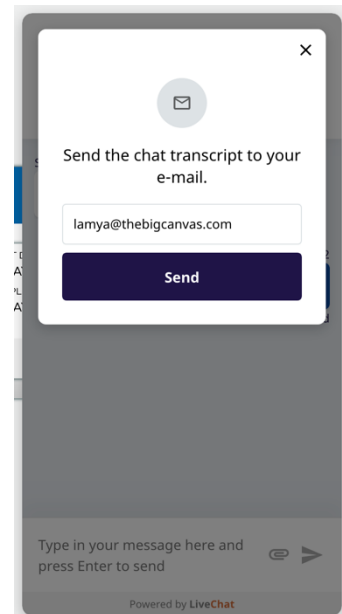 Send the chat transcript to your
e-mail.
lamya@thebigcanvas.com
Send
Type in your message here and
press Enter to send
Powered by LiveChat